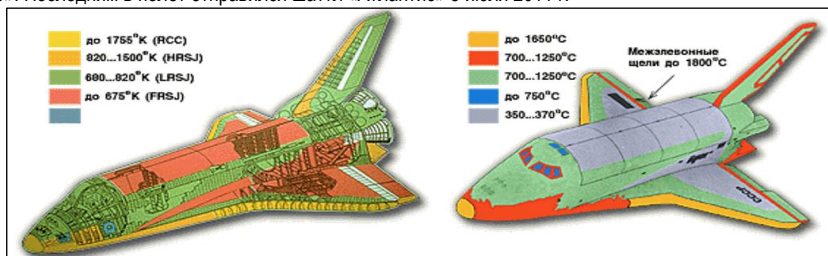 до 1755°К (RCC)
820...1500°К (HRSJ)
680...820°К (LRSJ)
до 675°К (FRSJ)
до 1650°С
700...1250°С
700...1250°С
до 750°С
350...370°С
Межэлевонные
щели до 1800°С
СССР